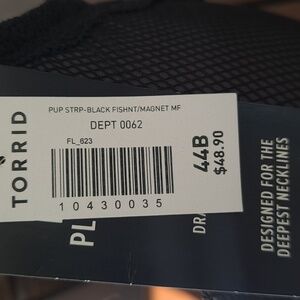 TORRID
PUP STRP-BLACK FISHNT/MAGNET MF
DEPT 0062
FL_623
10430035
44B
$48.90
PL
DRA
DESIGNED FOR THE
DEEPEST NECKLINES